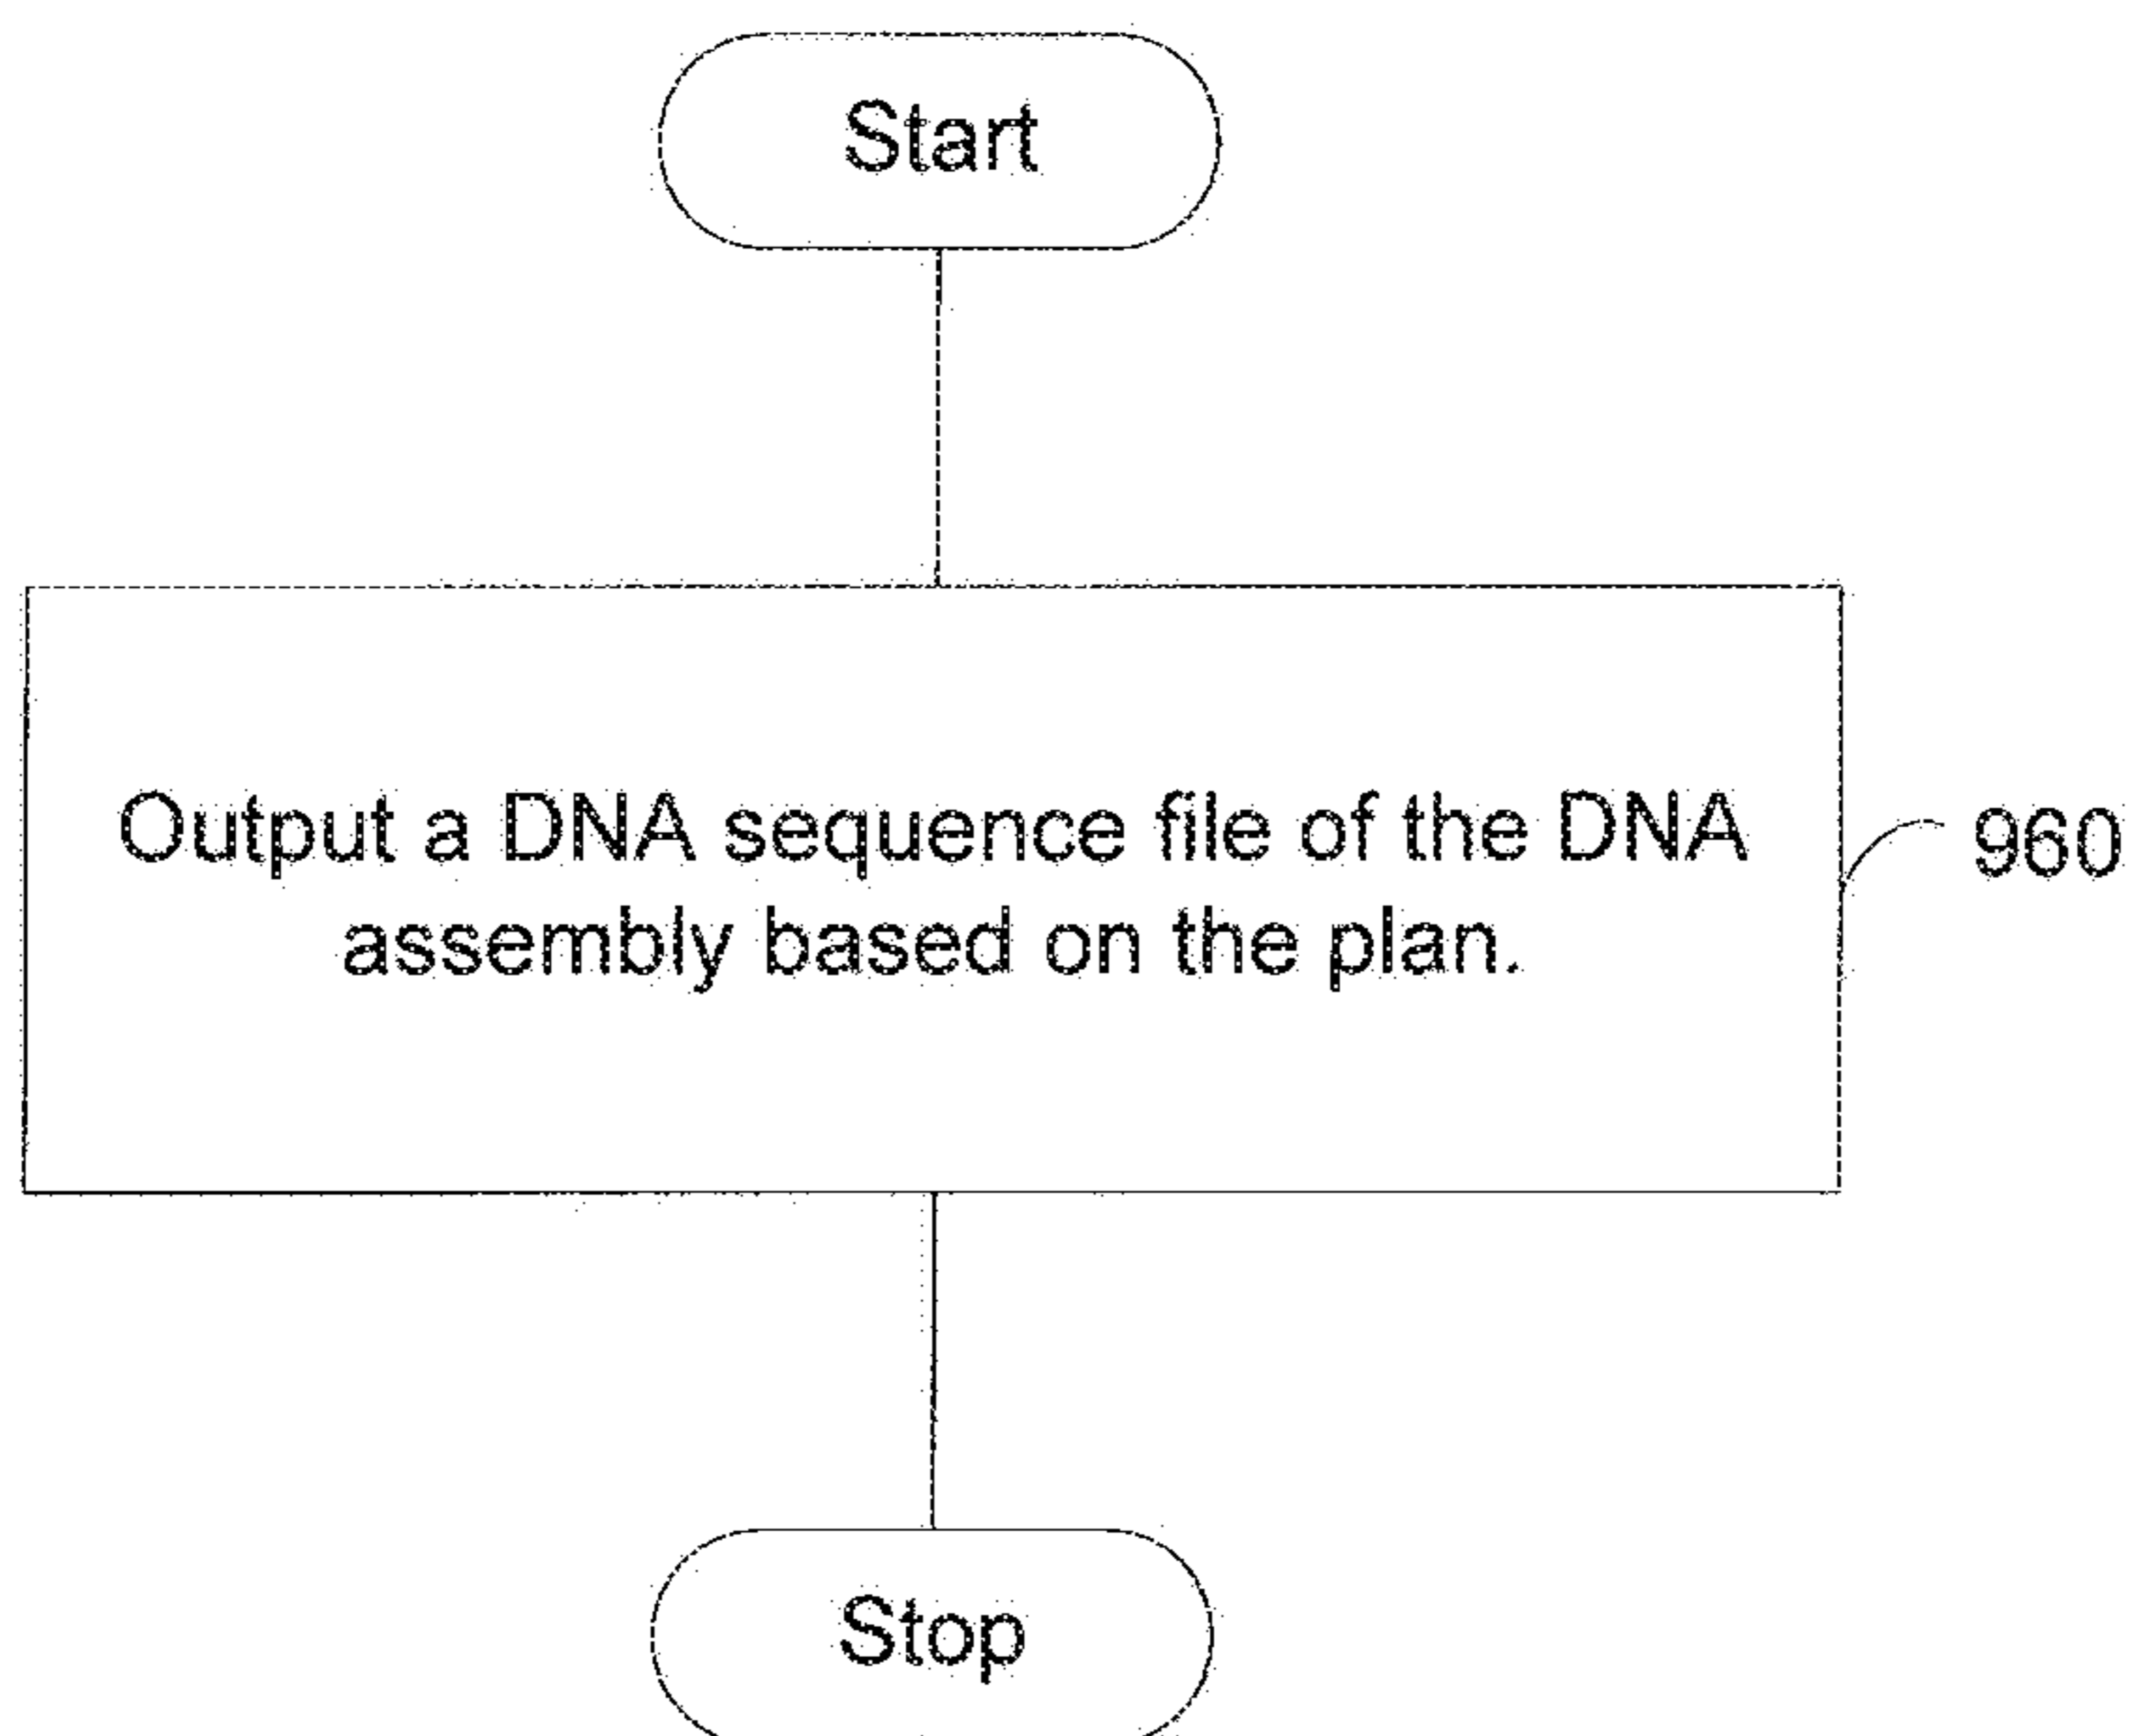 Start
Output a DNA sequence file of the DNA
assembly based on the plan.
960
Stop